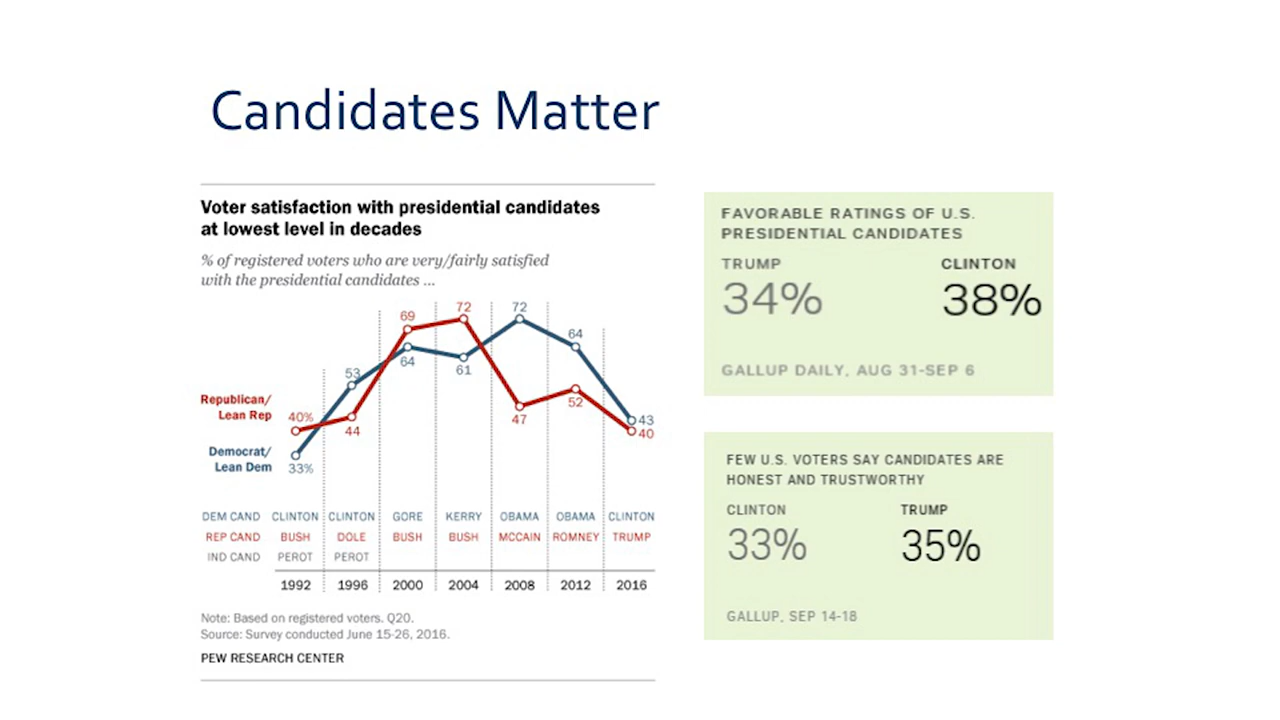 Candidates Matter
Voter satisfaction with presidential candidates
at lowest level in decades
% of registered voters who are very/fairly satisfied
with the presidential candidates ...
69
72
72
64
53
64
61
Republican/
Lean Rep
40%
44
47
52
43
40
Democrat/
Lean Dem
33%
DEM CAND CLINTON CLINTON GORE KERRY OBAMA OBAMA CLINTON
REP CAND BUSH DOLE BUSH BUSH MCCAIN ROMNEY TRUMP
IND CAND PEROT PEROT
1992 1996 2000 2004 2008 2012 2016
Note: Based on registered voters. Q20.
Source: Survey conducted June 15-26, 2016.
PEW RESEARCH CENTER
FAVORABLE RATINGS OF U.S.
PRESIDENTIAL CANDIDATES
TRUMP CLINTON
34% 38%
GALLUP DAILY, AUG 31-SEP 6
FEW U.S. VOTERS SAY CANDIDATES ARE
HONEST AND TRUSTWORTHY
CLINTON TRUMP
33% 35%
GALLUP, SEP 14-18